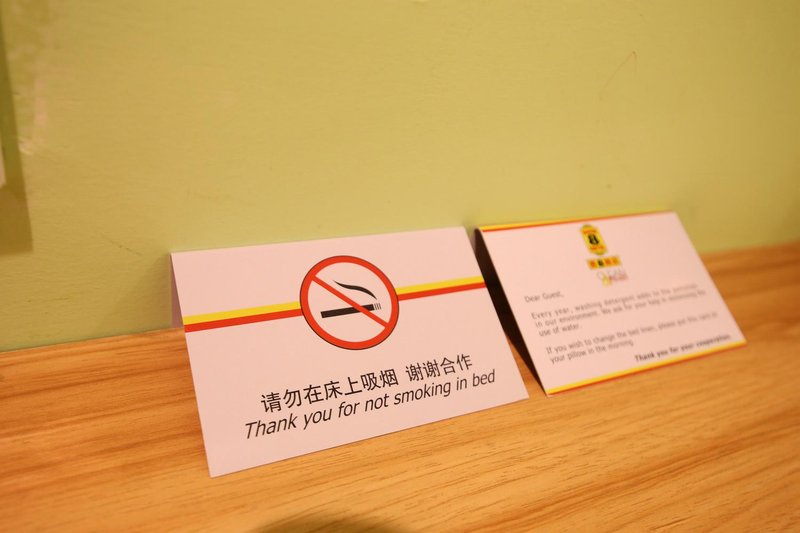 请勿在床上吸烟 谢谢合作
Thank you for not smoking in bed
8
Dear Guest,
Every year, washing detergent adds to the pollution
in our environment. We ask for your help in minimizing the
use of water.
If you wish to change the bed linen, please put this card on
your pillow in the morning.
Thank you for your cooperation.